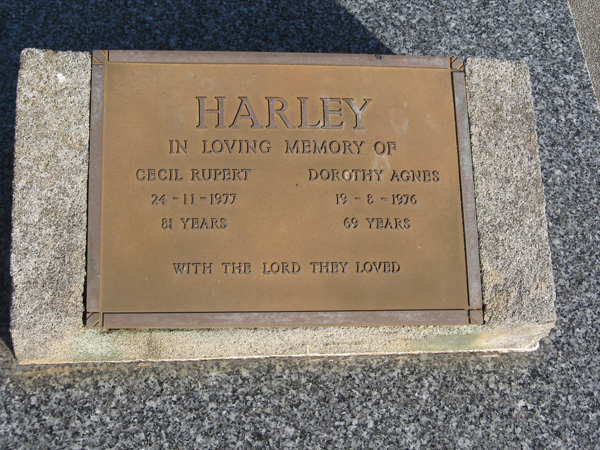 HARLEY
IN LOVING MEMORY OF
CECIL RUPERT DOROTHY AGNES
24 - 11 - 1977 19 - 8 - 1976
81 YEARS 69 YEARS
WITH THE LORD THEY LOVED